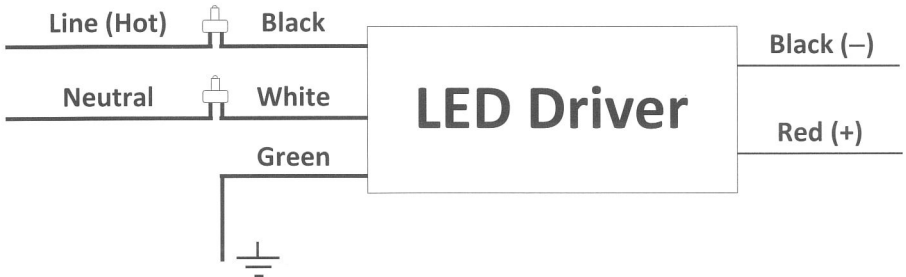 Line (Hot)
Black
Black (–)
Neutral
White
LED Driver
Red (+)
Green